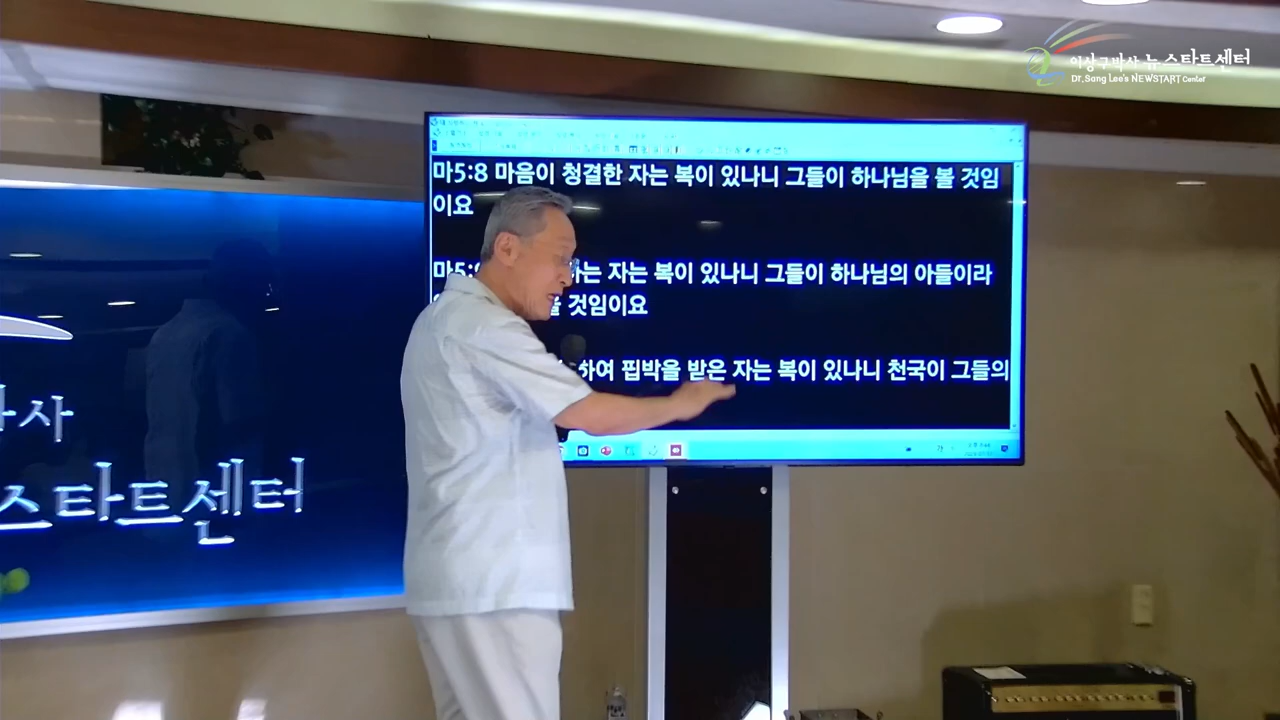 이상구박사 뉴스타트센터
Dr.Sang Lee's NEWSTART Center
마5:8 마음이 청결한 자는 복이 있나니 그들이 하나님을 볼 것임
이요
마5: 하는 자는 복이 있나니 그들이 하나님의 아들이라
것임이요
하여 핍박을 받은 자는 복이 있나니 천국이 그들의
사
스타트센터